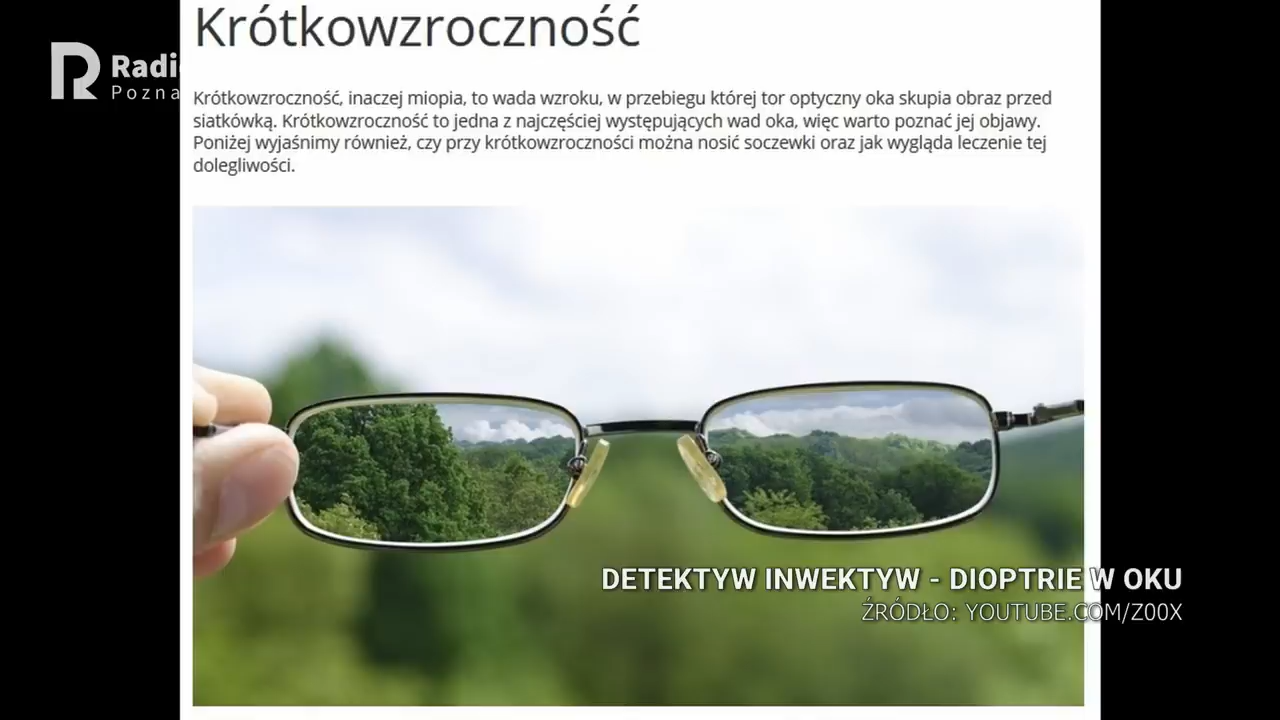 Krótkowzroczność
Radi
Pozna
Krótkowzroczność, inaczej miopia, to wada wzroku, w przebiegu której tor optyczny oka skupia obraz przed
siatkówką. Krótkowzroczność to jedna z najczęściej występujących wad oka, więc warto poznać jej objawy.
Poniżej wyjaśnimy również, czy przy krótkowzroczności można nosić soczewki oraz jak wygląda leczenie tej
dolegliwości.
DETEKTYW INWEKTYW - DIOPTRIE W OKU
ŹRÓDŁO: YOUTUBE.COM/Z00X